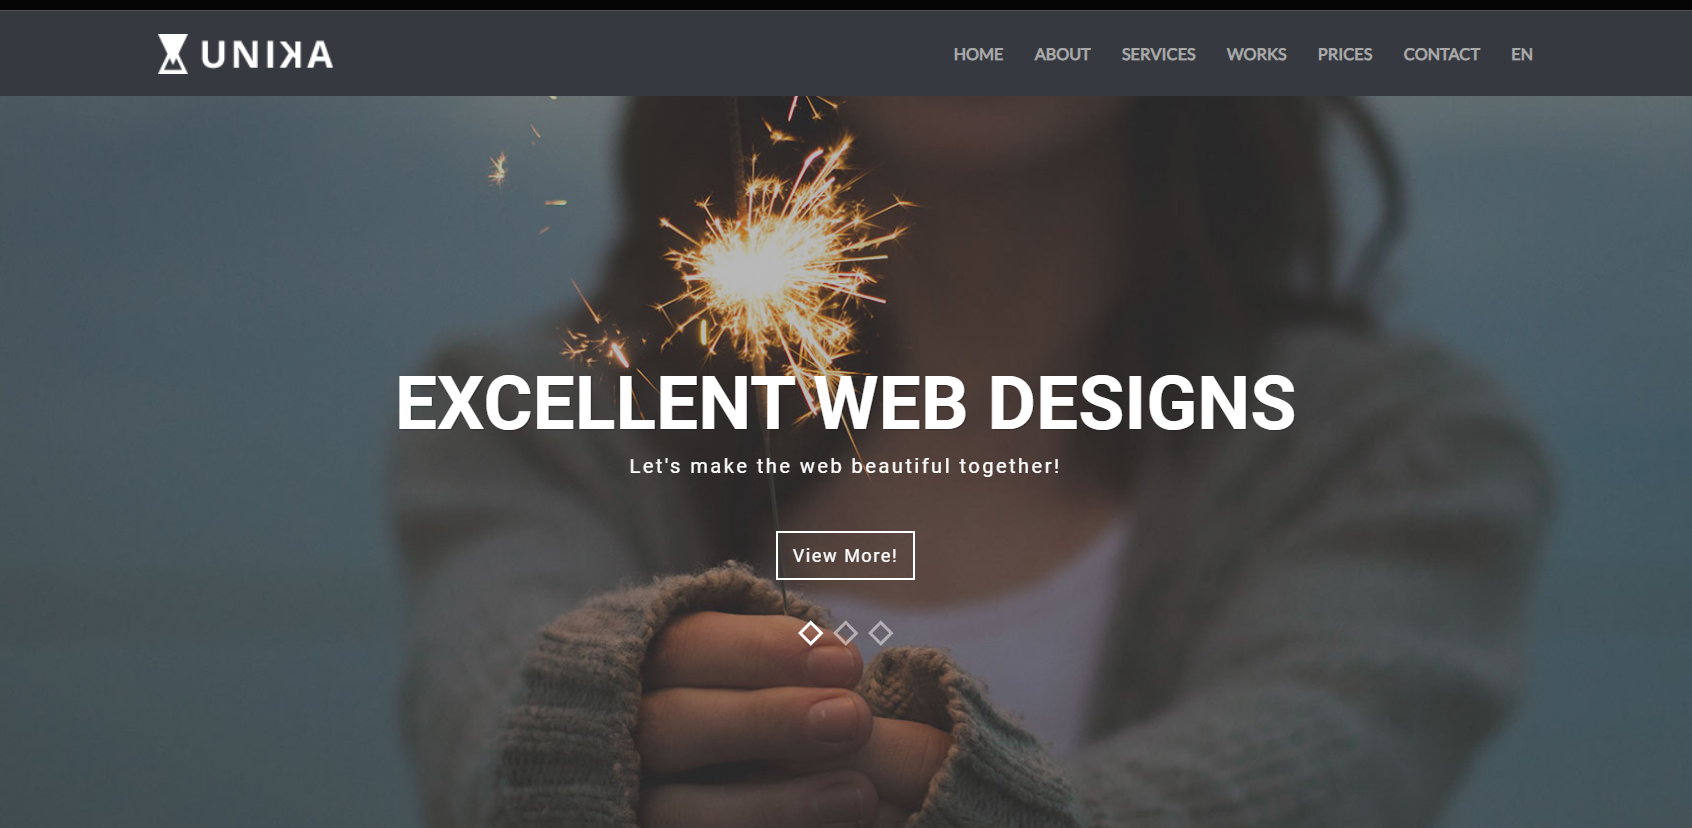 UNIKA
HOME ABOUT SERVICES WORKS PRICES CONTACT EN
EXCELLENT WEB DESIGNS
Let's make the web beautiful together!
View More!